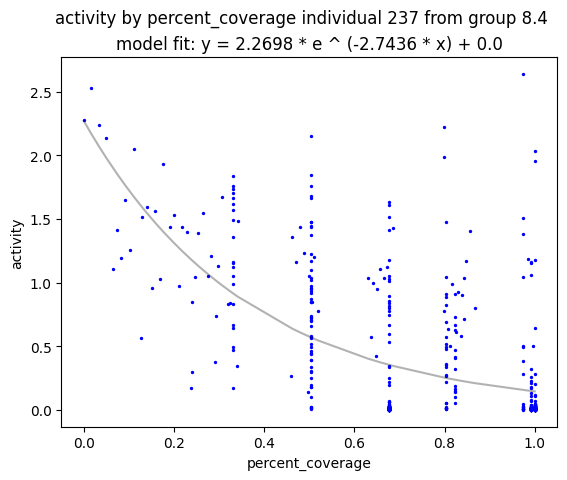 activity by percent_coverage individual 237 from group 8.4
model fit: y = 2.2698 * e ^ (-2.7436 * x) + 0.0
2.5
2.0
1.5
1.0
0.5
0.0
activity
0.0 0.2 0.4 0.6 0.8 1.0
percent_coverage